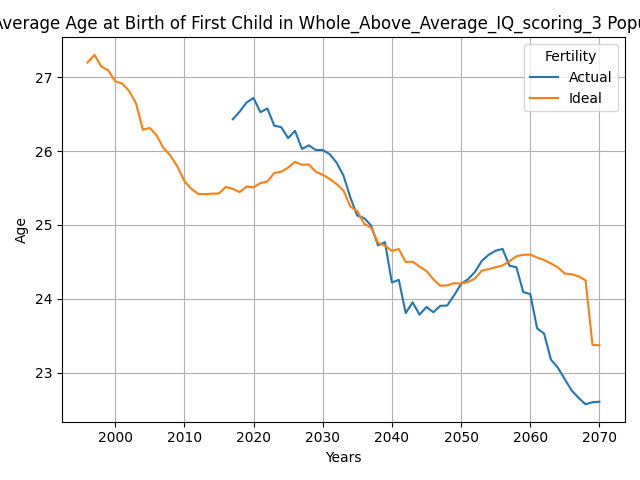 Average Age at Birth of First Child in Whole_Above_Average_IQ_scoring_3
Fertility
Actual
Ideal
27
26
25
24
23
Age
2000
2010
2020
2030
2040
2050
2060
2070
Years